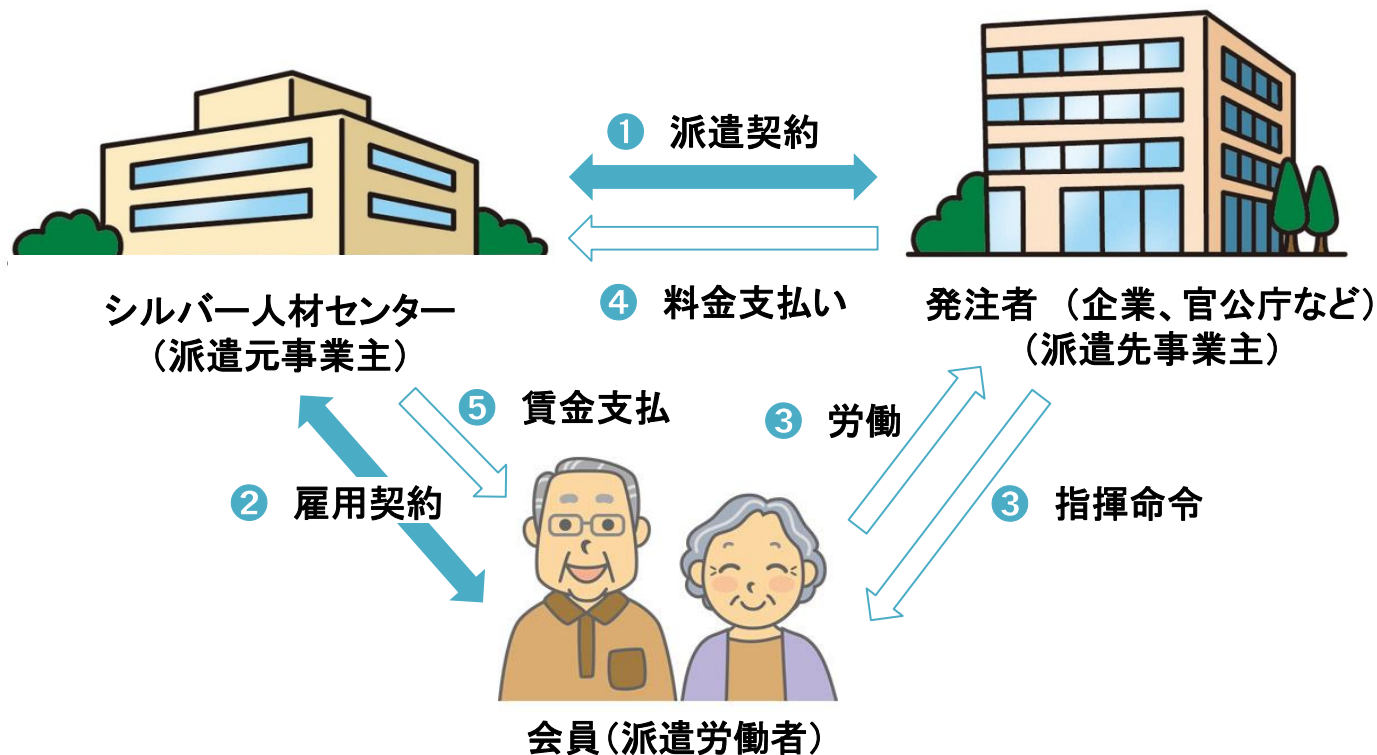 ❶ 派遣契約
❹ 料金支払い
シルバー人材センター
（派遣元事業主）
発注者 （企業、官公庁など）
（派遣先事業主）
❺ 賃金支払
❸ 労働
❷ 雇用契約
❸ 指揮命令
会員（派遣労働者）